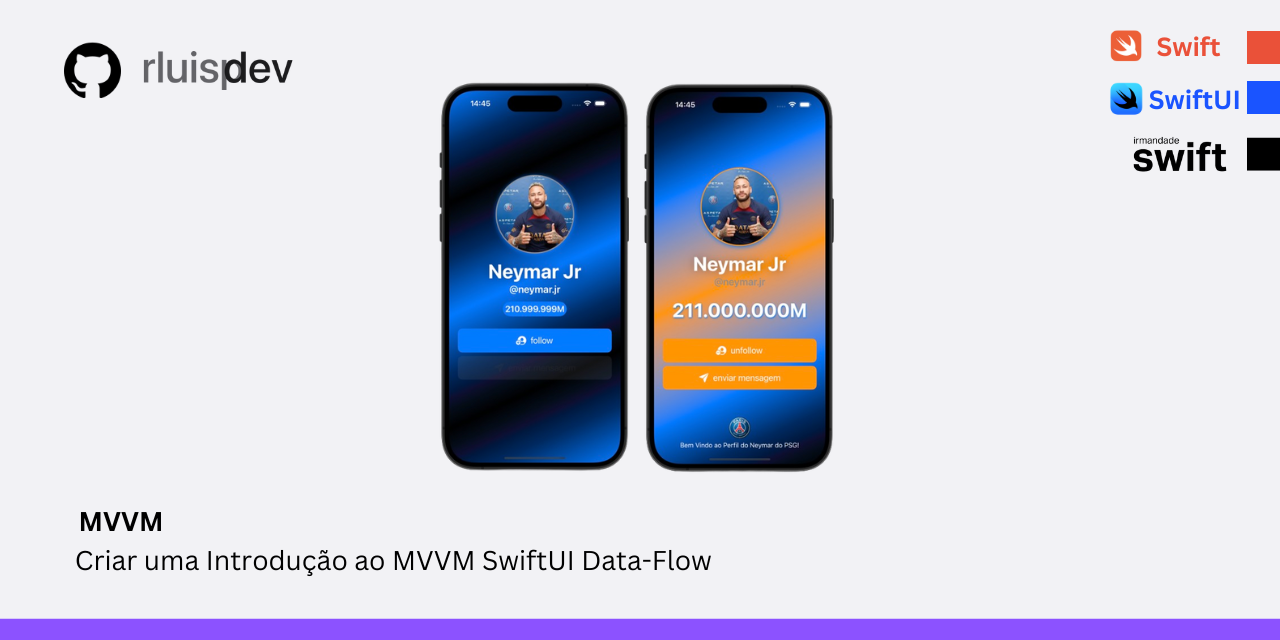 rluispdev
Swift
SwiftUI
irmandade
swift
14:45
Neymar Jr
@neymar.jr
210.999.999M
follow
14:45
Neymar Jr
@neymar.jr
211.000.000M
unfollow
enviar mensagem
Bem Vindo ao Perfil do Neymar do PSG!
MVVM
Criar uma Introdução ao MVVM SwiftUI Data-Flow